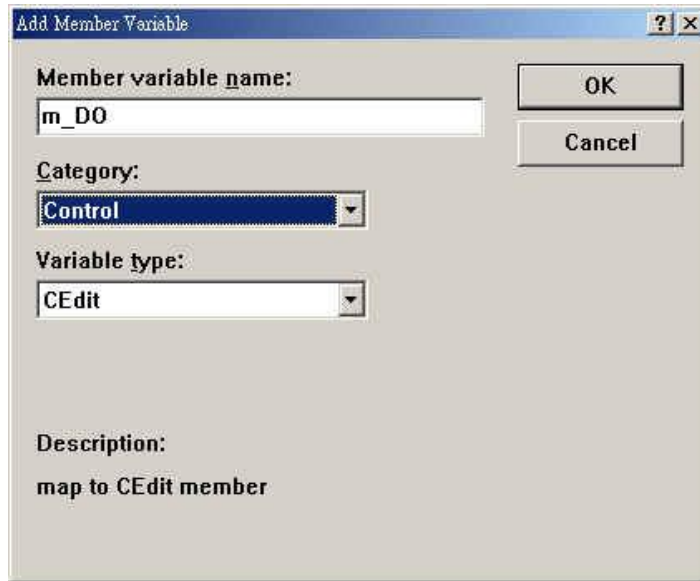 Add Member Variable
Member variable name:
m_DO
OK
Cancel
Category:
Control
Variable type:
CEdit
Description:
map to CEdit member